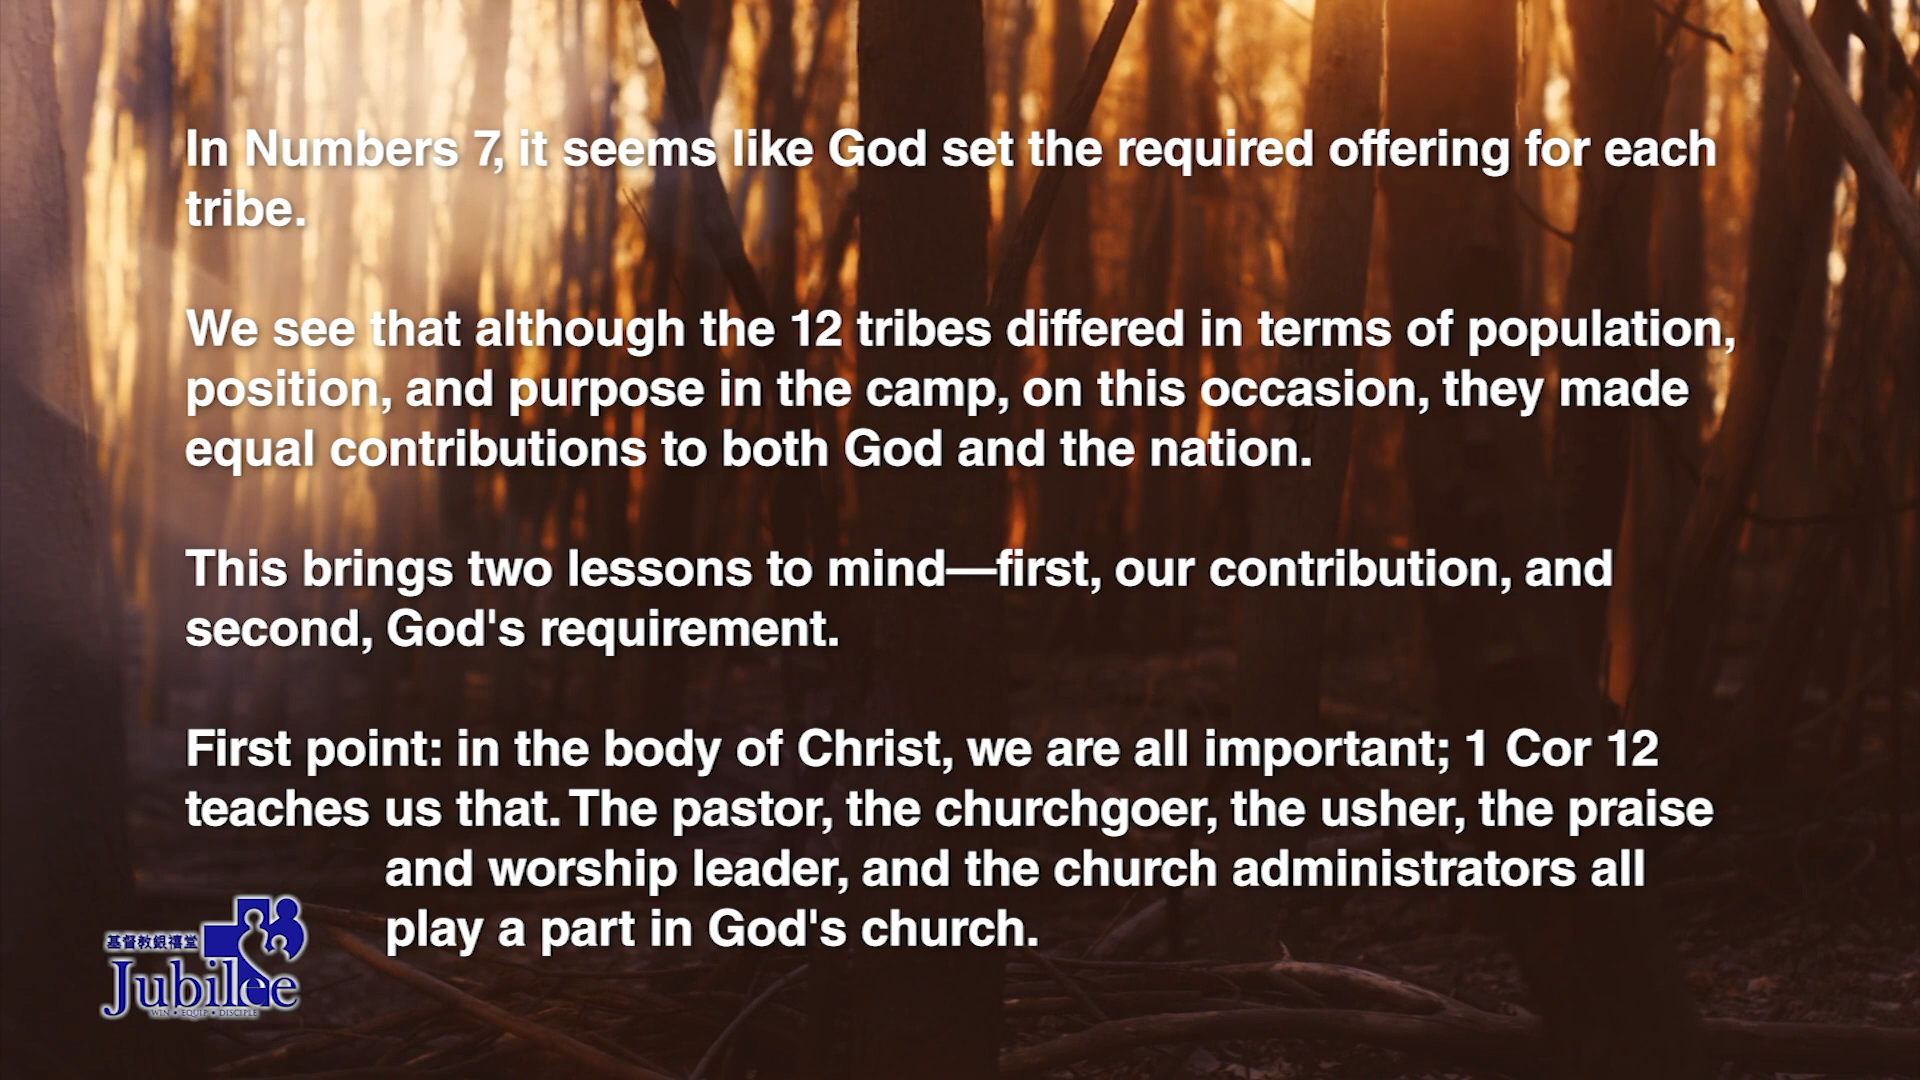 In Numbers 7, it seems like God set the required offering for each
tribe.
We see that although the 12 tribes differed in terms of population,
position, and purpose in the camp, on this occasion, they made
equal contributions to both God and the nation.
This brings two lessons to mind—first, our contribution, and
second, God's requirement.
First point: in the body of Christ, we are all important; 1 Cor 12
teaches us that. The pastor, the churchgoer, the usher, the praise
and worship leader, and the church administrators all
play a part in God's church.
基督教銀禧堂
Jubilee
WIN • EQUIP • DISCIPLE